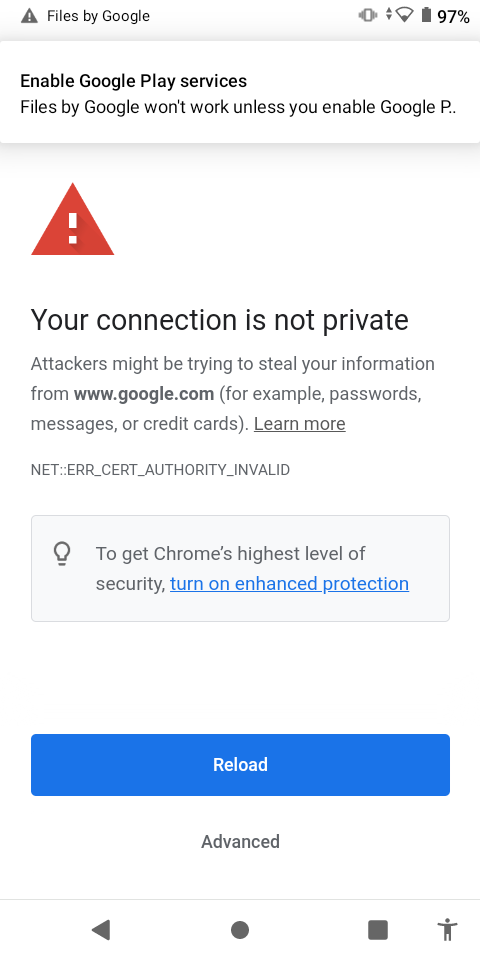 Files by Google
97%
Enable Google Play services
Files by Google won't work unless you enable Google P..
Your connection is not private
Attackers might be trying to steal your information
from www.google.com (for example, passwords,
messages, or credit cards). Learn more
NET::ERR_CERT_AUTHORITY_INVALID
To get Chrome’s highest level of
security, turn on enhanced protection
Reload
Advanced